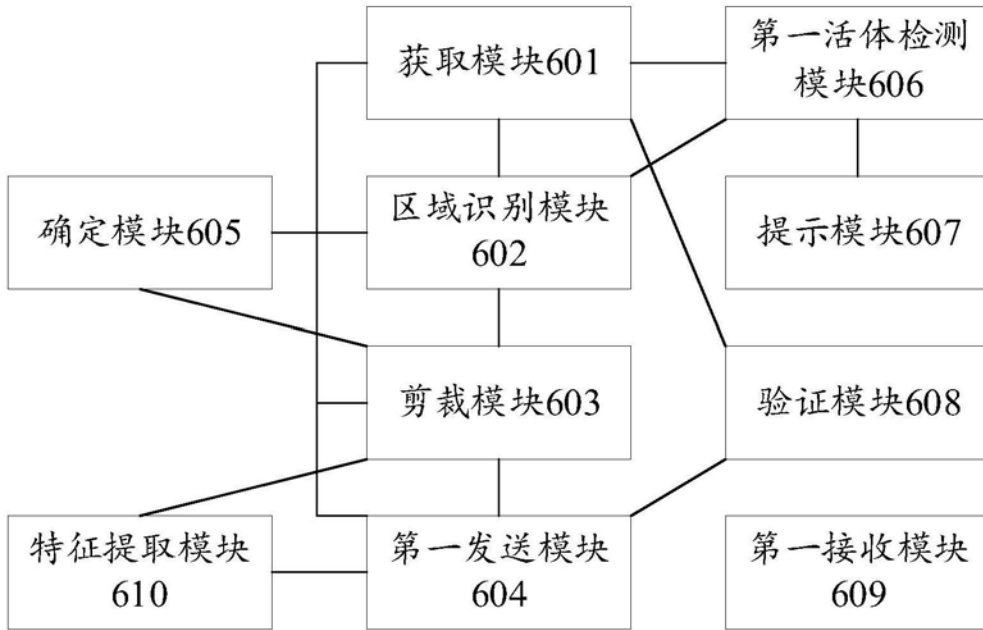 获取模块601
第一活体检测
模块606
确定模块605
区域识别模块
602
提示模块607
剪裁模块603
验证模块608
特征提取模块
610
第一发送模块
604
第一接收模块
609